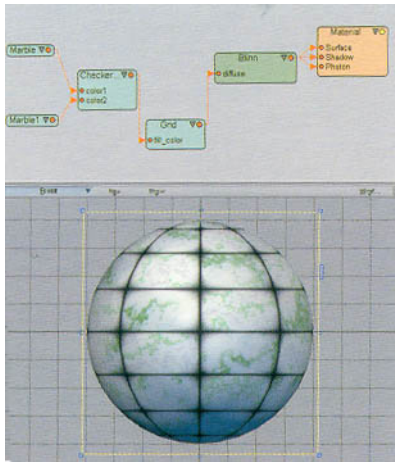 Material
Surface
Shadow
Photon
Blinn
diffuse
Marble
Checker...
color1
color2
Marble1
Grid
fill_color